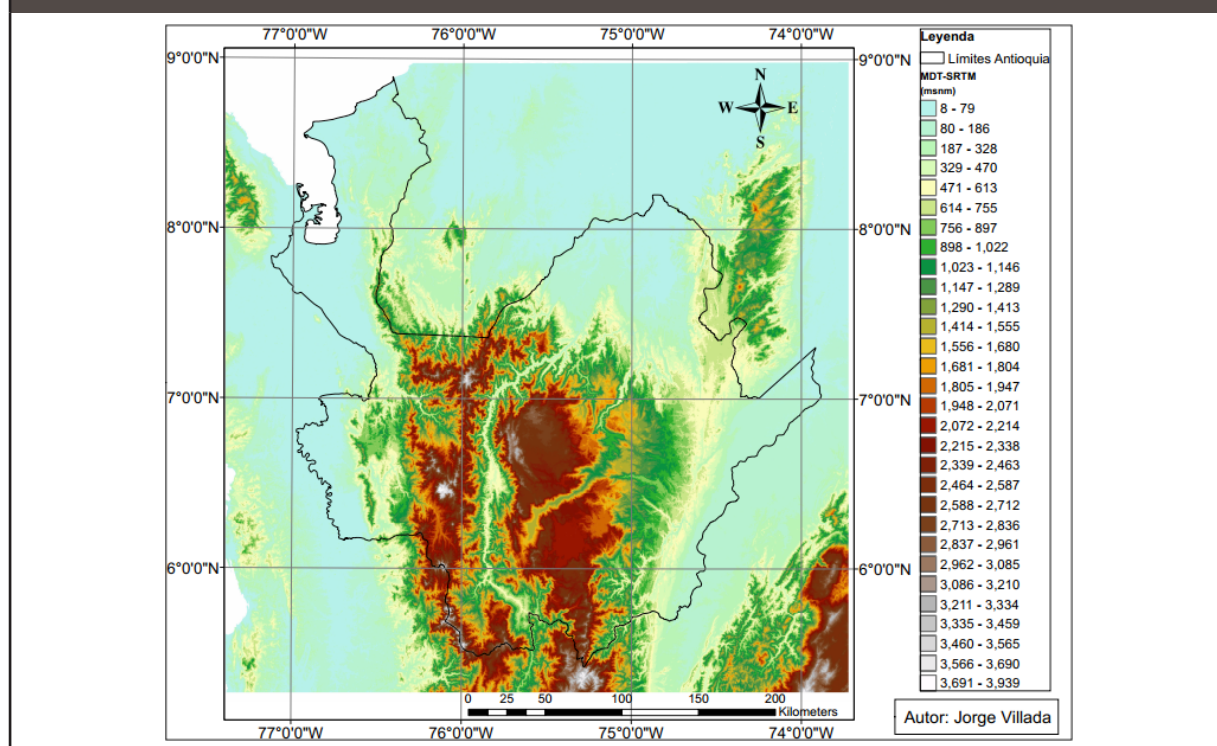 77°0'0"W 76°0'0"W 75°0'0"W 74°0'0"W
9°0'0"N 9°0'0"N
8°0'0"N 8°0'0"N
7°0'0"N 7°0'0"N
6°0'0"N 6°0'0"N
N
W E
S
0 25 50 100 150 200
Kilometers
77°0'0"W 76°0'0"W 75°0'0"W 74°0'0"W
Leyenda
Límites Antioquia
MDT-SRTM
(msnm)
8 - 79
80 - 186
187 - 328
329 - 470
471 - 613
614 - 755
756 - 897
898 - 1,022
1,023 - 1,146
1,147 - 1,289
1,290 - 1,413
1,414 - 1,555
1,556 - 1,680
1,681 - 1,804
1,805 - 1,947
1,948 - 2,071
2,072 - 2,214
2,215 - 2,338
2,339 - 2,463
2,464 - 2,587
2,588 - 2,712
2,713 - 2,836
2,837 - 2,961
2,962 - 3,085
3,086 - 3,210
3,211 - 3,334
3,335 - 3,459
3,460 - 3,565
3,566 - 3,690
3,691 - 3,939
Autor: Jorge Villada